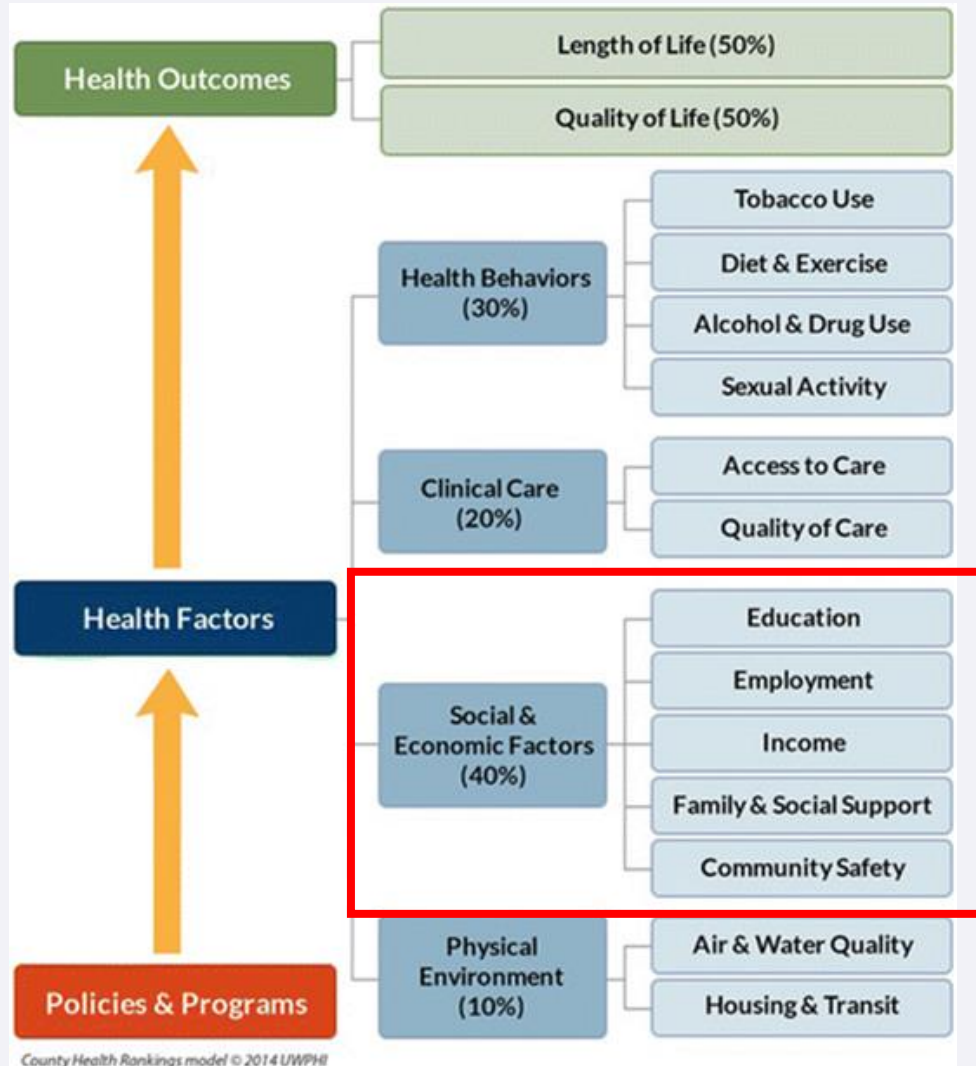 Health Outcomes
Length of Life (50%)
Quality of Life (50%)
Health Behaviors
(30%)
Tobacco Use
Diet & Exercise
Alcohol & Drug Use
Sexual Activity
Clinical Care
(20%)
Access to Care
Quality of Care
Health Factors
Social &
Economic Factors
(40%)
Education
Employment
Income
Family & Social Support
Community Safety
Physical
Environment
(10%)
Air & Water Quality
Housing & Transit
Policies & Programs
County Health Rankings model © 2014 UWPHI